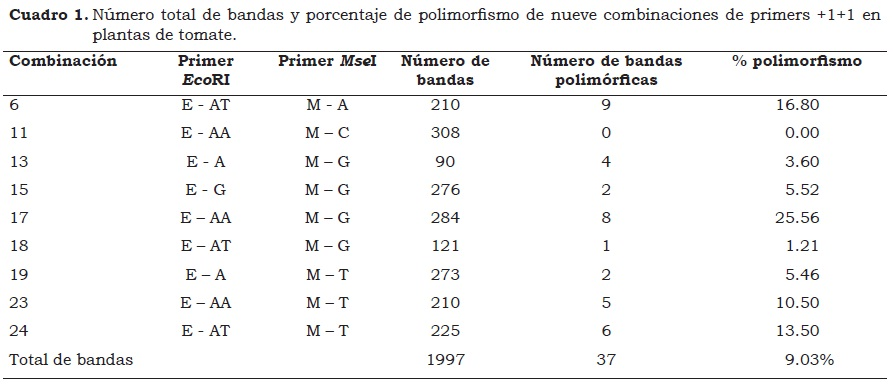 Cuadro 1. Número total de bandas y porcentaje de polimorfismo de nueve combinaciones de primers +1+1 en
plantas de tomate.
Combinación Primer Primer MseI Número de Número de bandas % polimorfismo
EcoRI bandas polimórficas
6 E - AT M - A 210 9 16.80
11 E - AA M – C 308 0 0.00
13 E - A M – G 90 4 3.60
15 E - G M – G 276 2 5.52
17 E – AA M – G 284 8 25.56
18 E – AT M – G 121 1 1.21
19 E – A M – T 273 2 5.46
23 E – AA M – T 210 5 10.50
24 E - AT M – T 225 6 13.50
Total de bandas 1997 37 9.03%